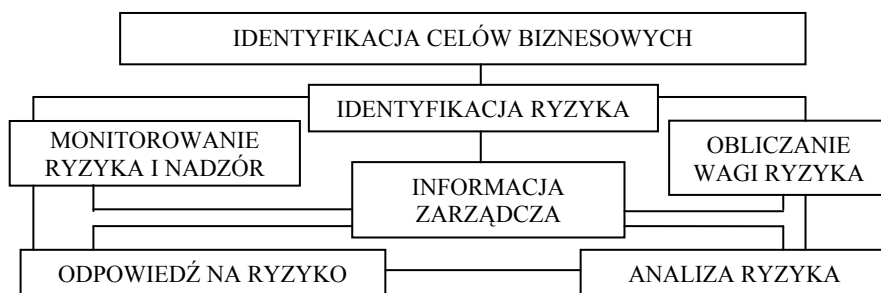 IDENTYFIKACJA CELÓW BIZNESOWYCH
IDENTYFIKACJA RYZYKA
MONITOROWANIE
RYZYKA I NADZÓR
OBLICZANIE
WAGI RYZYKA
INFORMACJA
ZARZĄDCZA
ODPOWIEDŹ NA RYZYKO
ANALIZA RYZYKA